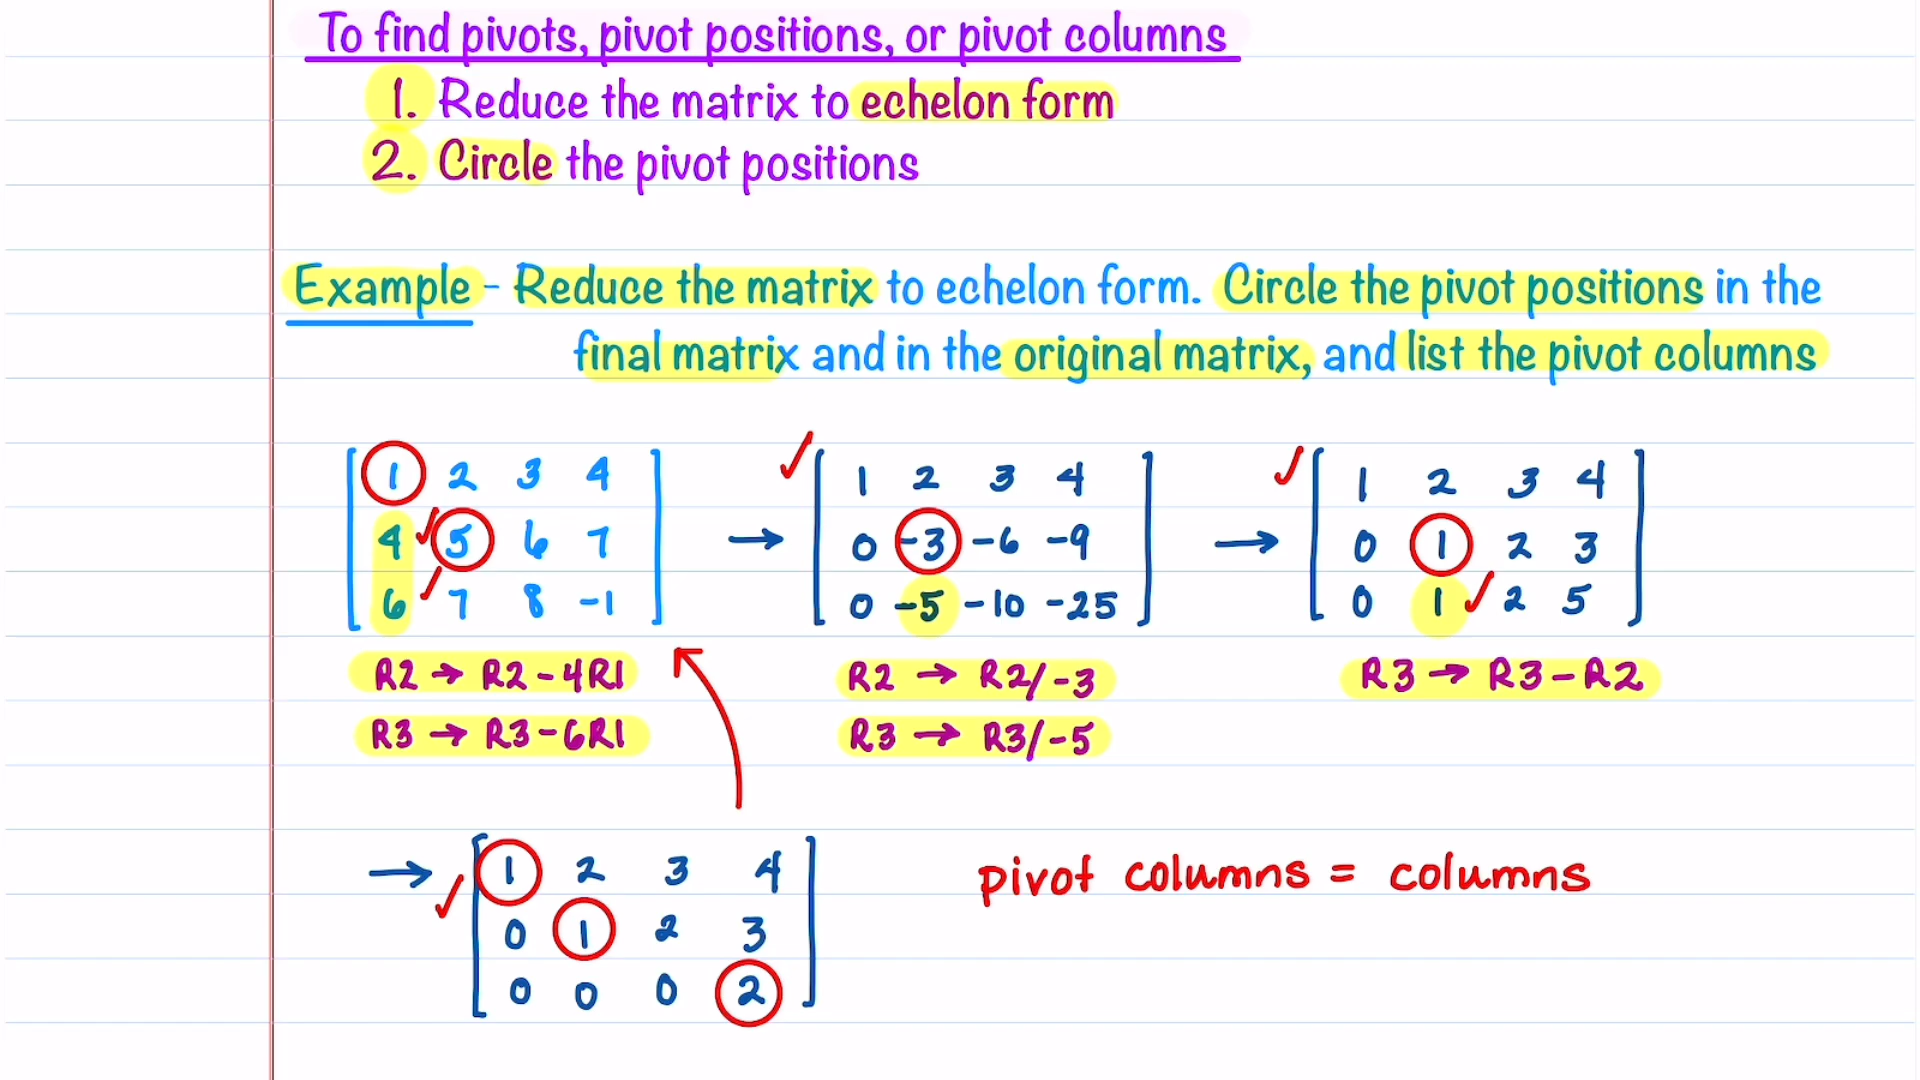 To find pivots, pivot positions, or pivot columns
1. Reduce the matrix to echelon form
2. Circle the pivot positions
Example - Reduce the matrix to echelon form. Circle the pivot positions in the
final matrix and in the original matrix, and list the pivot columns
1 2 3 4
4 5 6 7
6 7 8 -1
R2 → R2-4R1
R3 → R3-6R1
→
1 2 3 4
0 -3 -6 -9
0 -5 -10 -25
R2 → R2/-3
R3 → R3/-5
→
1 2 3 4
0 1 2 3
0 1 2 5
R3 → R3-R2
→
1 2 3 4
0 1 2 3
0 0 0 2
pivot columns = columns